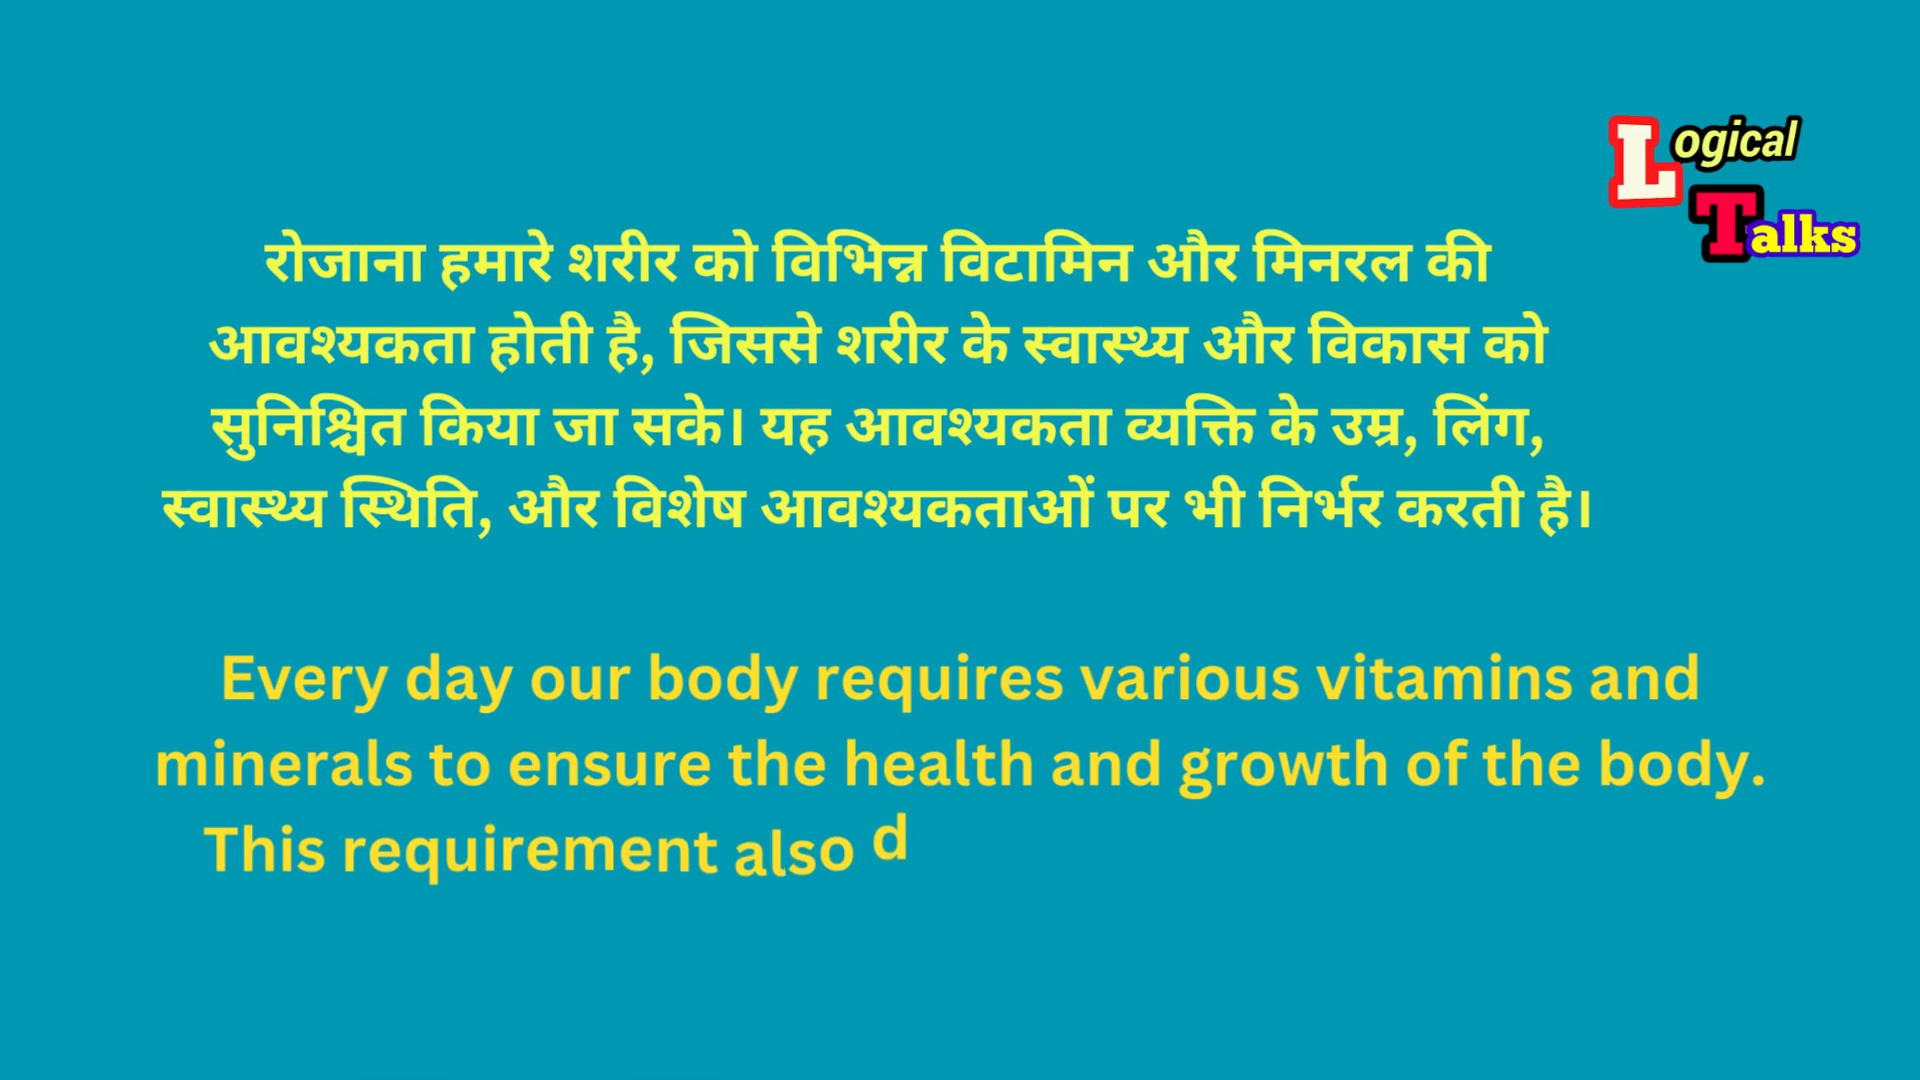 Logical
Talks
रोजाना हमारे शरीर को विभिन्न विटामिन और मिनरल की
आवश्यकता होती है, जिससे शरीर के स्वास्थ्य और विकास को
सुनिश्चित किया जा सके। यह आवश्यकता व्यक्ति के उम्र, लिंग,
स्वास्थ्य स्थिति, और विशेष आवश्यकताओं पर भी निर्भर करती है।
Every day our body requires various vitamins and
minerals to ensure the health and growth of the body.
This requirement also d